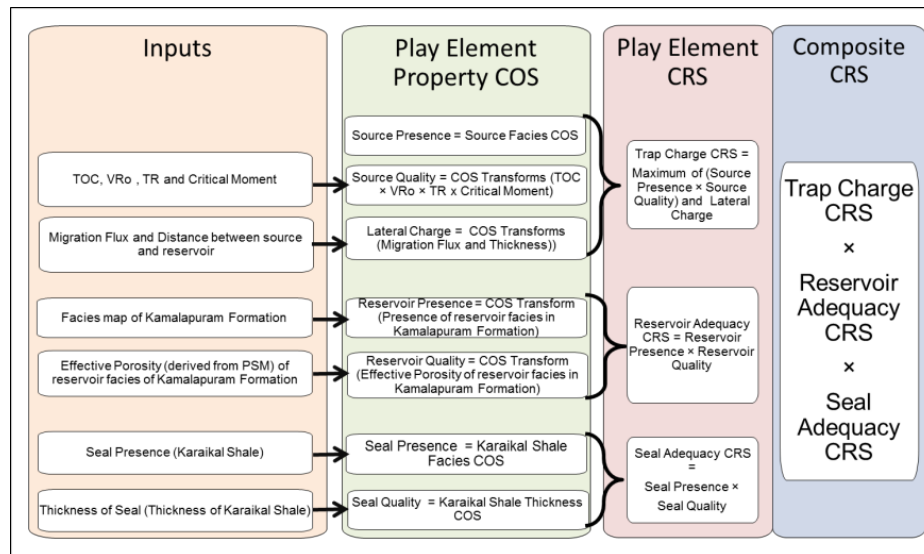 Inputs
TOC, VRo , TR and Critical Moment
Migration Flux and Distance between source
and reservoir
Facies map of Kamalapuram Formation
Effective Porosity (derived from PSM) of
reservoir facies of Kamalapuram Formation
Seal Presence (Karaikal Shale)
Thickness of Seal (Thickness of Karaikal Shale)
Play Element
Property COS
Source Presence = Source Facies COS
Source Quality = COS Transforms (TOC
× VRo × TR x Critical Moment)
Lateral Charge = COS Transforms
(Migration Flux and Thickness))
Reservoir Presence = COS Transform
(Presence of reservoir facies in
Kamalapuram Formation)
Reservoir Quality = COS Transform
(Effective Porosity of reservoir facies in
Kamalapuram Formation)
Seal Presence = Karaikal Shale
Facies COS
Seal Quality = Karaikal Shale Thickness
COS
Play Element
CRS
Trap Charge CRS =
Maximum of (Source
Presence × Source
Quality) and Lateral
Charge
Reservoir Adequacy
CRS = Reservoir
Presence × Reservoir
Quality
Seal Adequacy CRS
=
Seal Presence ×
Seal Quality
Composite
CRS
Trap Charge
CRS
×
Reservoir
Adequacy
CRS
×
Seal
Adequacy
CRS